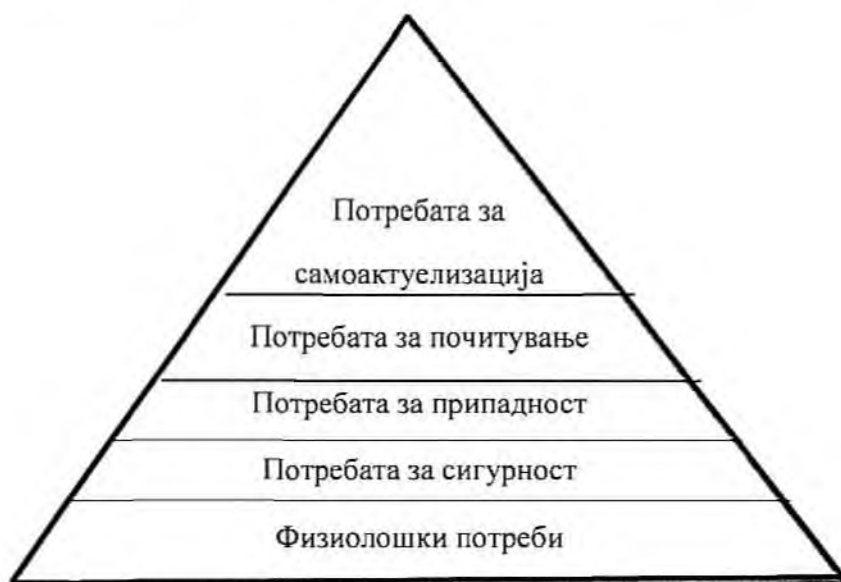 Потребата за
самоактуелизација
Потребата за почитување
Потребата за припадност
Потребата за сигурност
Физиолошки потреби